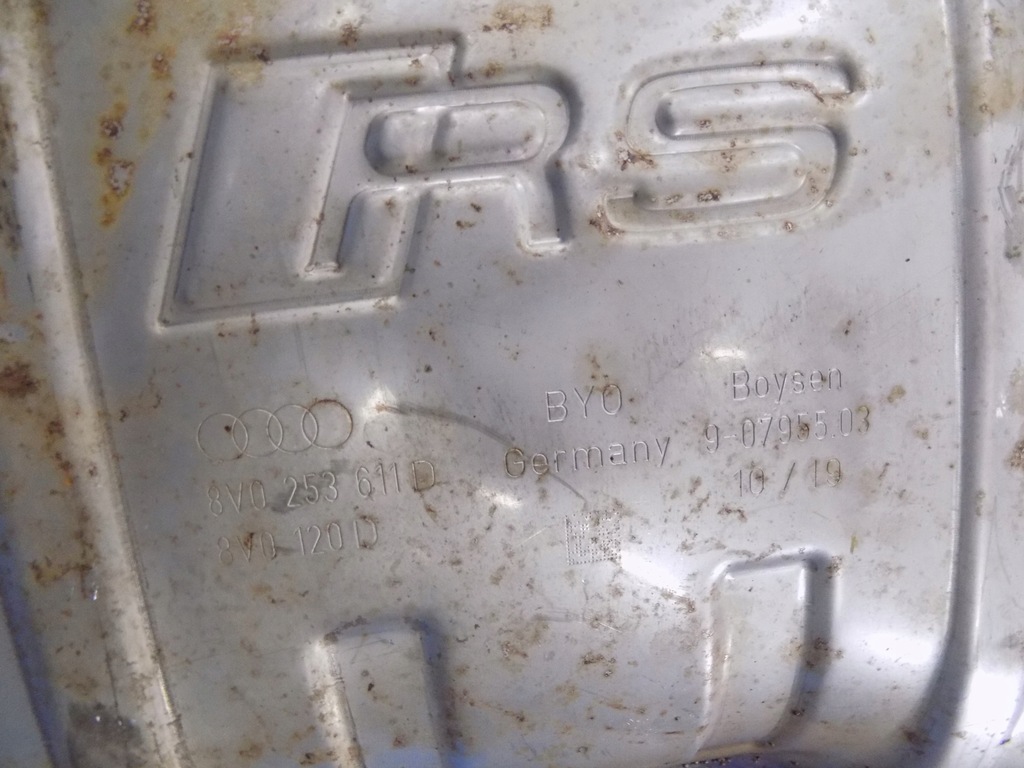 RS
8V0 253 611 D
8V0 120 D
BYO
Germany
Boysen
9-07955.03
10 / 19